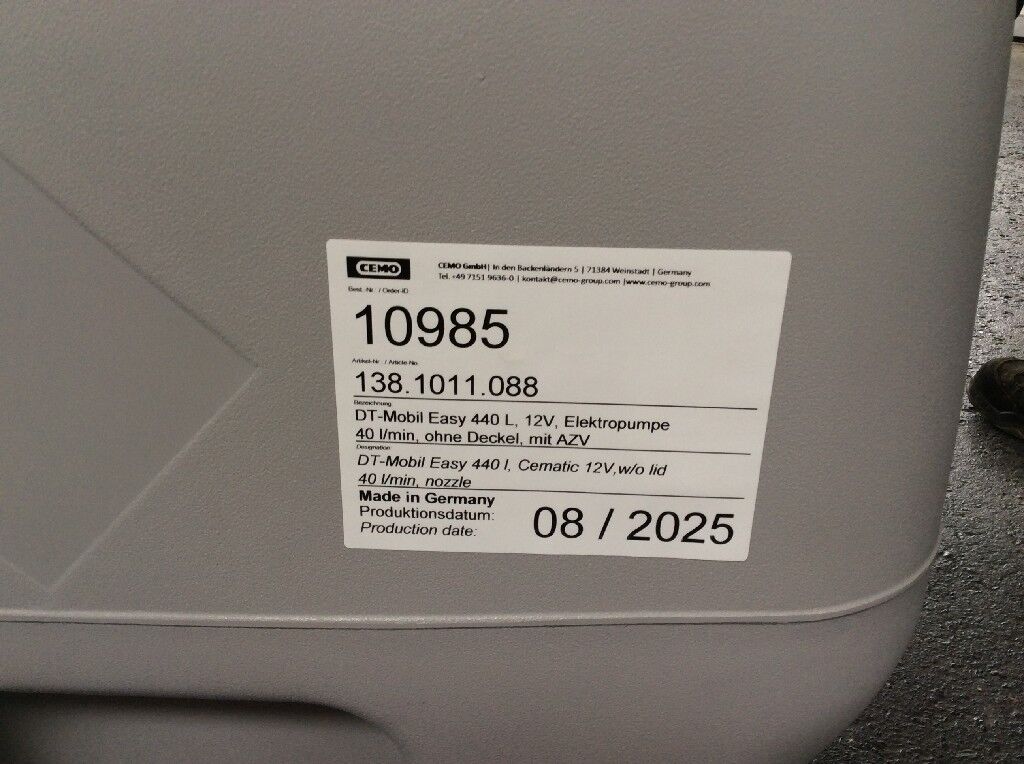 CEMO
CEMO GmbH | In den Backenländern 5 | 71384 Weinstadt | Germany
Tel. +49 7151 9636-0 | kontakt@cemo-group.com |www.cemo-group.com
Best.-Nr. / Order-ID
10985
Artikel-Nr. / Article-No.
138.1011.088
Bezeichnung
DT-Mobil Easy 440 L, 12V, Elektropumpe
40 l/min, ohne Deckel, mit AZV
Designation
DT-Mobil Easy 440 l, Cematic 12V,w/o lid
40 l/min, nozzle
Made in Germany
Produktionsdatum:
Production date:
08 / 2025